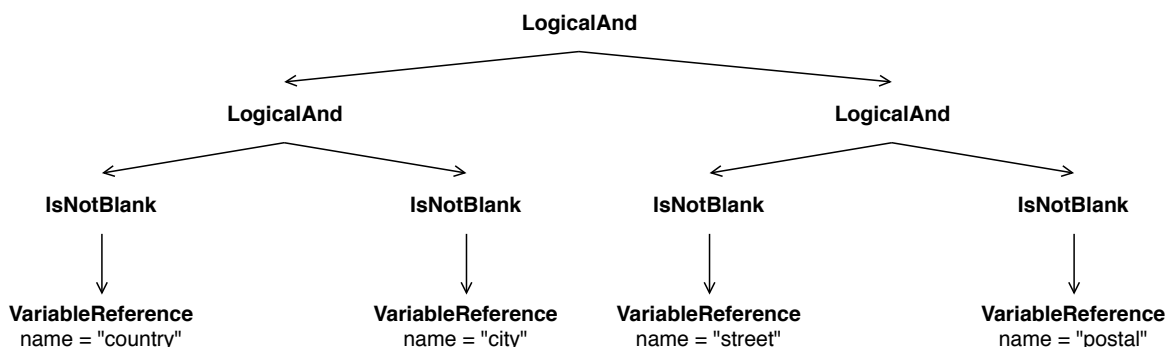 LogicalAnd
LogicalAnd
LogicalAnd
IsNotBlank
IsNotBlank
IsNotBlank
IsNotBlank
VariableReference
name = "country"
VariableReference
name = "city"
VariableReference
name = "street"
VariableReference
name = "postal"